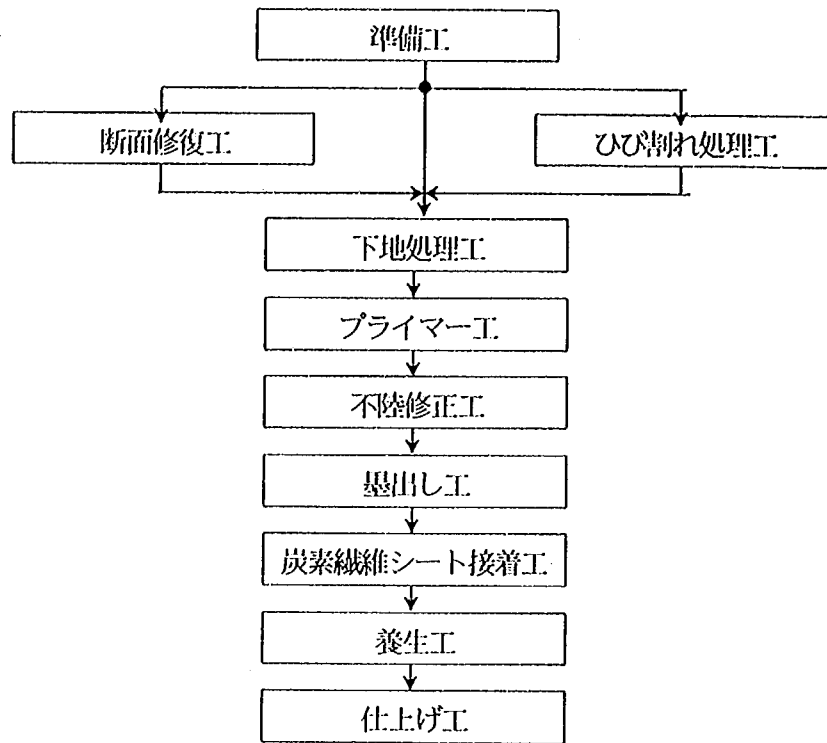 準備工
断面修復工
ひび割れ処理工
下地処理工
プライマー工
不陸修正工
墨出し工
炭素繊維シート接着工
養生工
仕上げ工